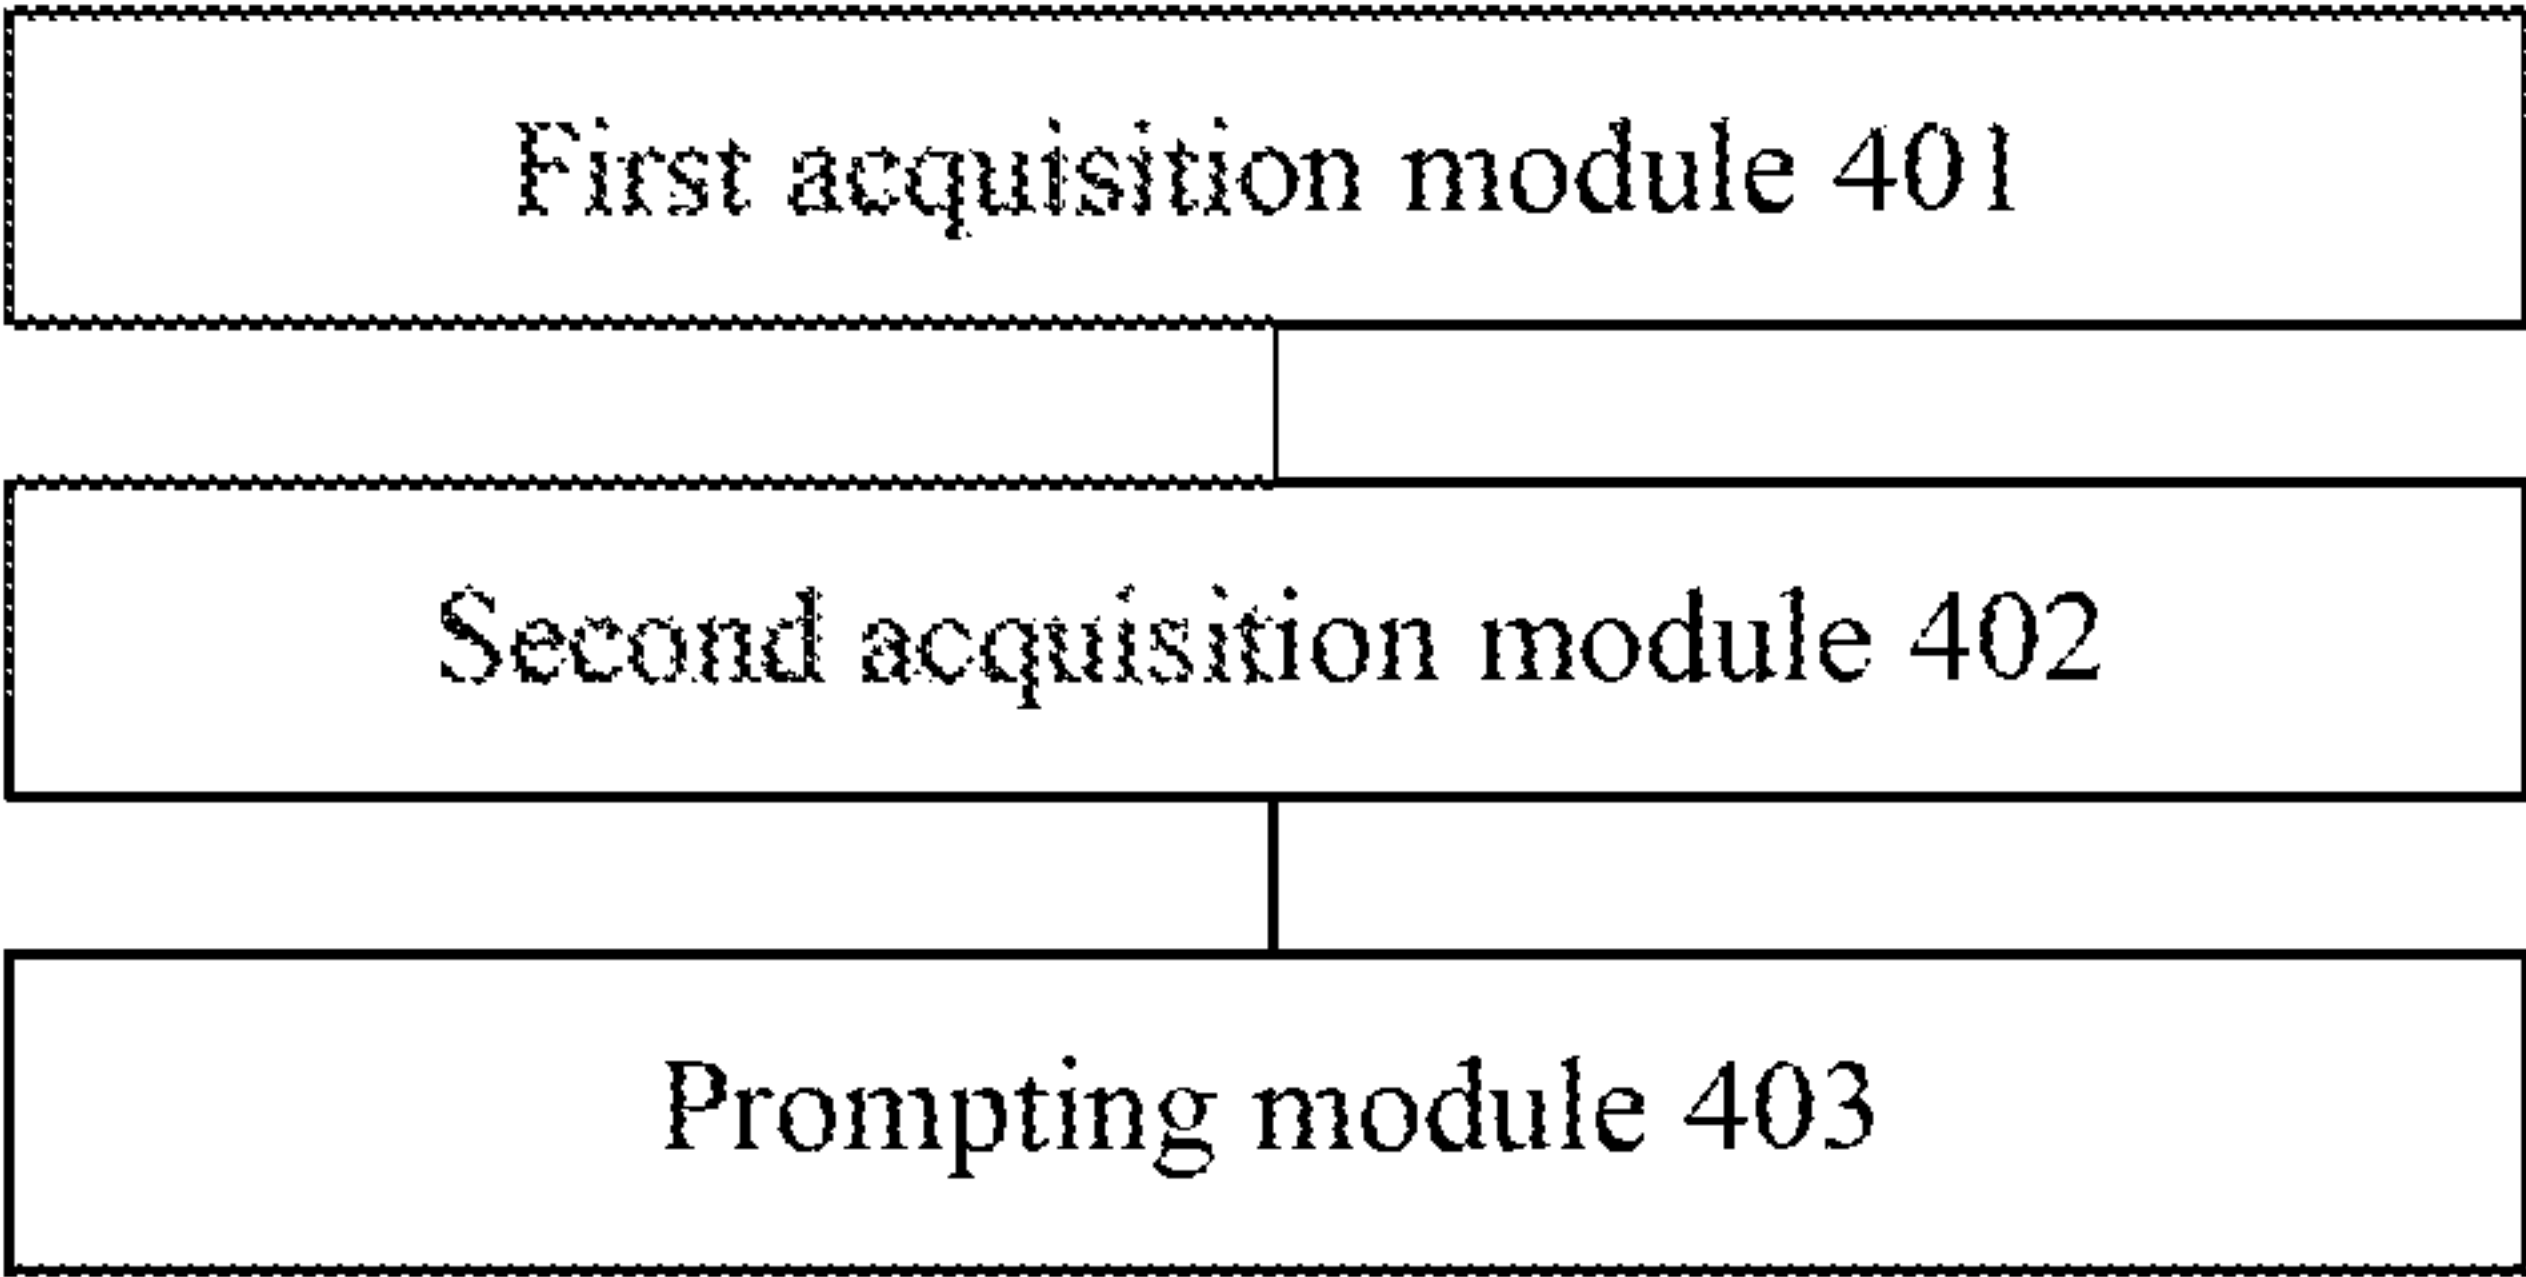 First acquisition module 401
Second acquisition module 402
Prompting module 403